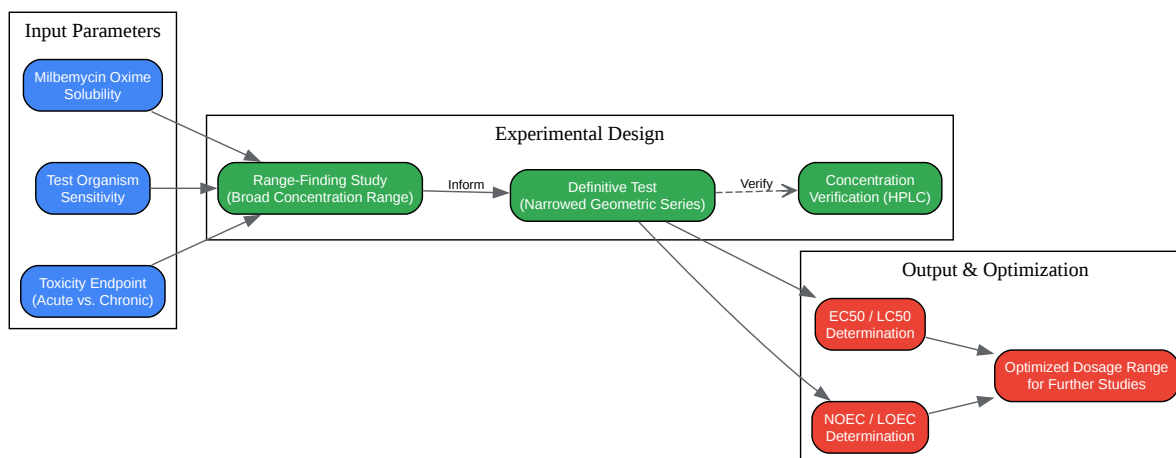 Input Parameters
Milbemycin Oxime
Solubility
Test Organism
Sensitivity
Toxicity Endpoint
(Acute vs. Chronic)
Experimental Design
Range-Finding Study
(Broad Concentration Range)
Inform
Definitive Test
(Narrowed Geometric Series)
Verify
Concentration
Verification (HPLC)
Output & Optimization
EC50 / LC50
Determination
NOEC / LOEC
Determination
Optimized Dosage Range
for Further Studies